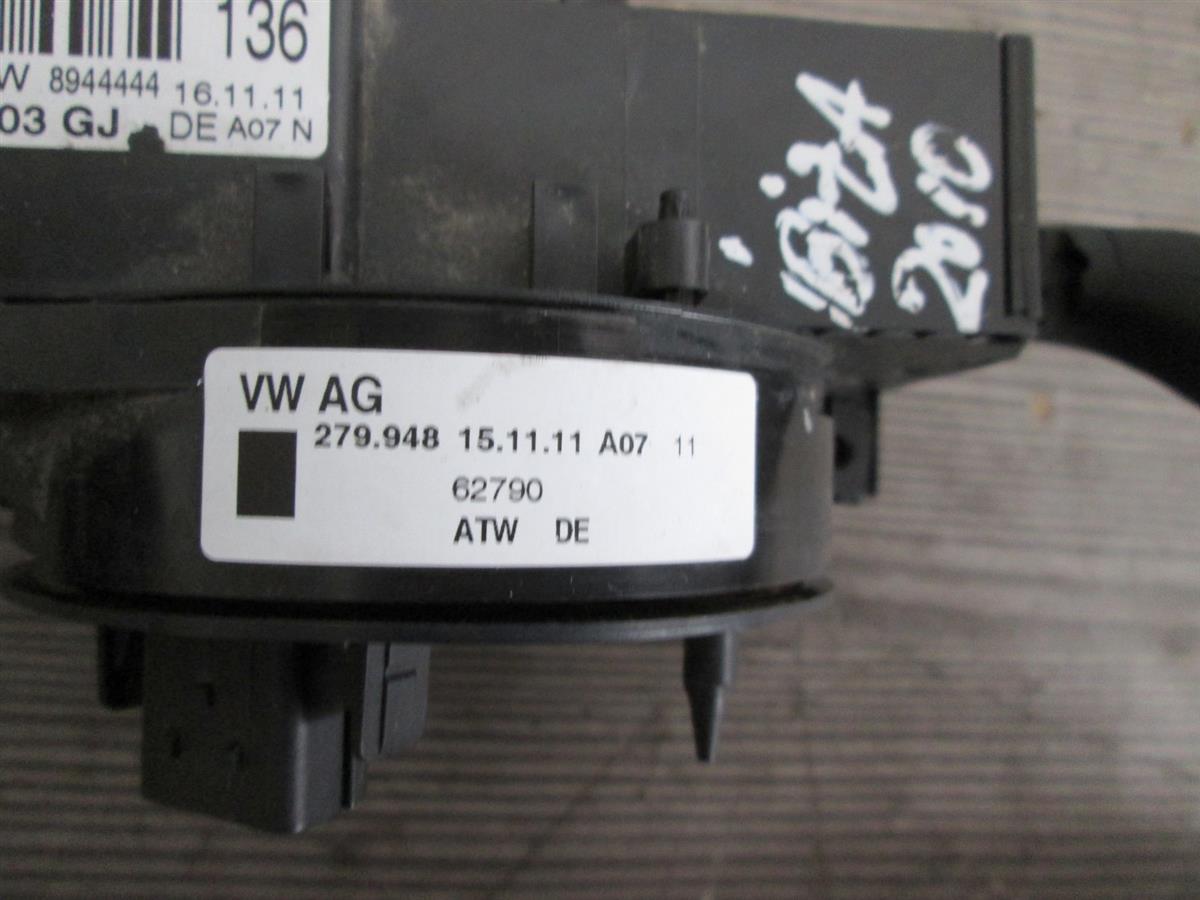 136
W 8944444 16.11.11
03 GJ DE A07 N
IBIZA
2010
VW AG
279.948 15.11.11 A07 11
62790
ATW DE